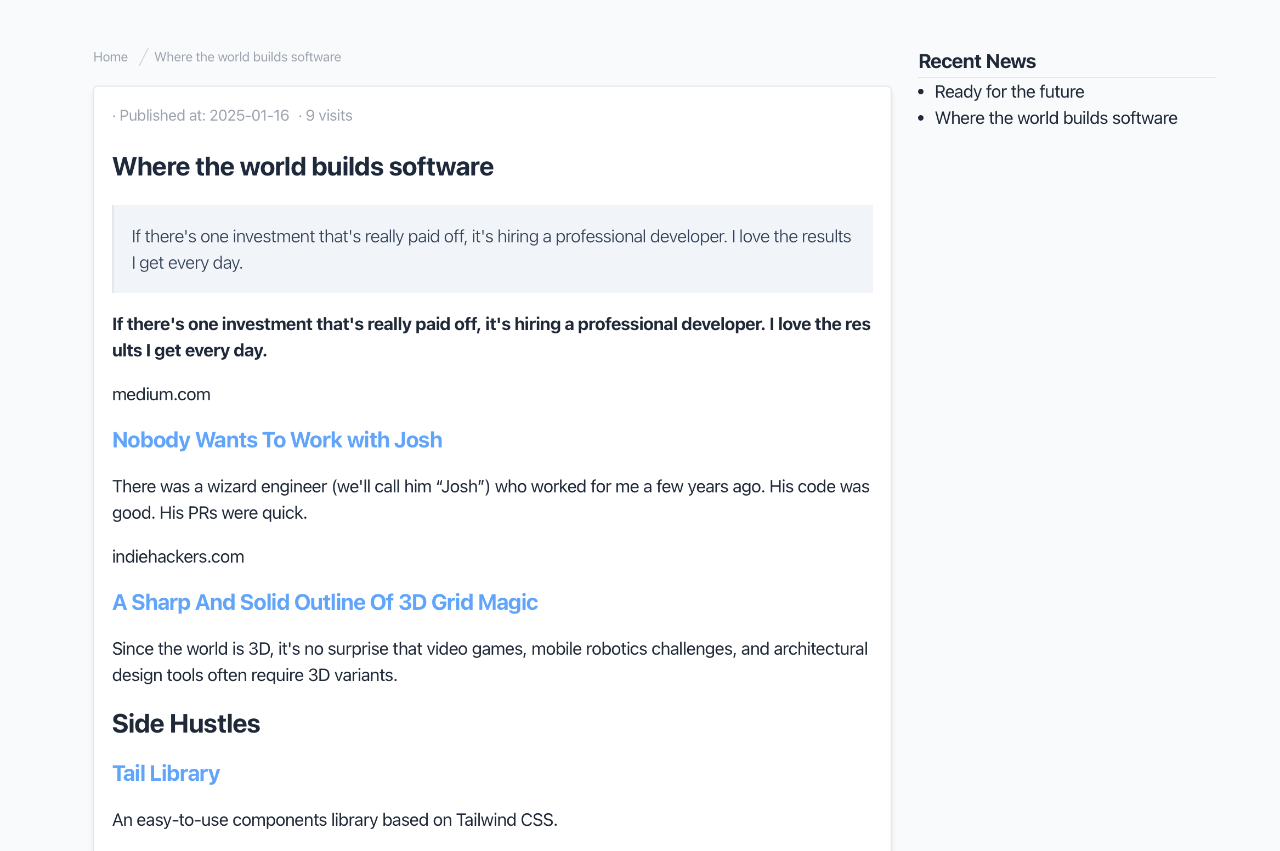 Home / Where the world builds software
· Published at: 2025-01-16 · 9 visits
Where the world builds software
If there's one investment that's really paid off, it's hiring a professional developer. I love the results
I get every day.
If there's one investment that's really paid off, it's hiring a professional developer. I love the res
ults I get every day.
medium.com
Nobody Wants To Work with Josh
There was a wizard engineer (we'll call him “Josh”) who worked for me a few years ago. His code was
good. His PRs were quick.
indiehackers.com
A Sharp And Solid Outline Of 3D Grid Magic
Since the world is 3D, it's no surprise that video games, mobile robotics challenges, and architectural
design tools often require 3D variants.
Side Hustles
Tail Library
An easy-to-use components library based on Tailwind CSS.
Recent News
• Ready for the future
• Where the world builds software